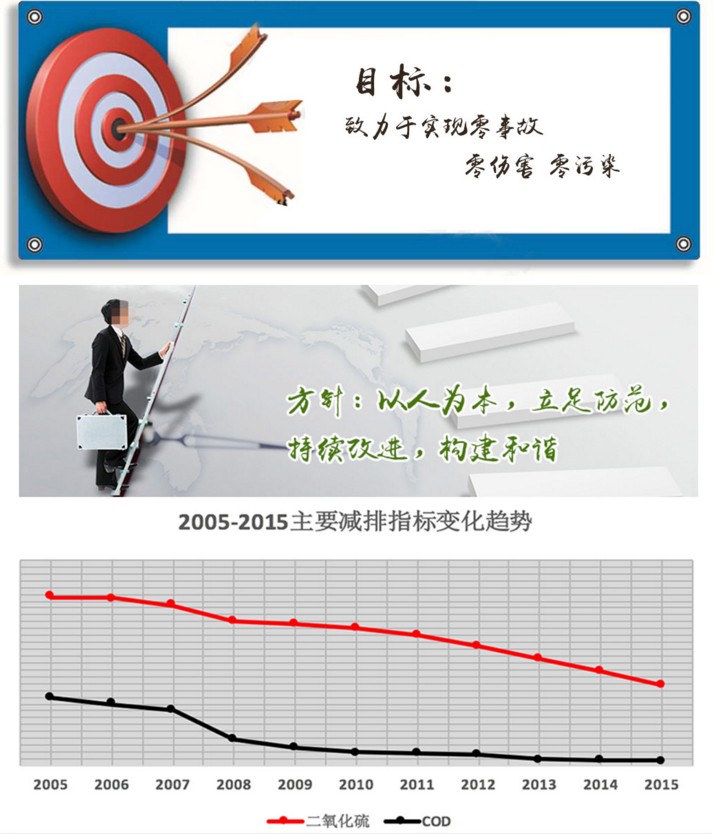 目标：
致力于实现零事故
零伤害 零污染
方针：以人为本，立足防范，
持续改进，构建和谐
2005-2015主要减排指标变化趋势
2005 2006 2007 2008 2009 2010 2011 2012 2013 2014 2015
二氧化硫 COD